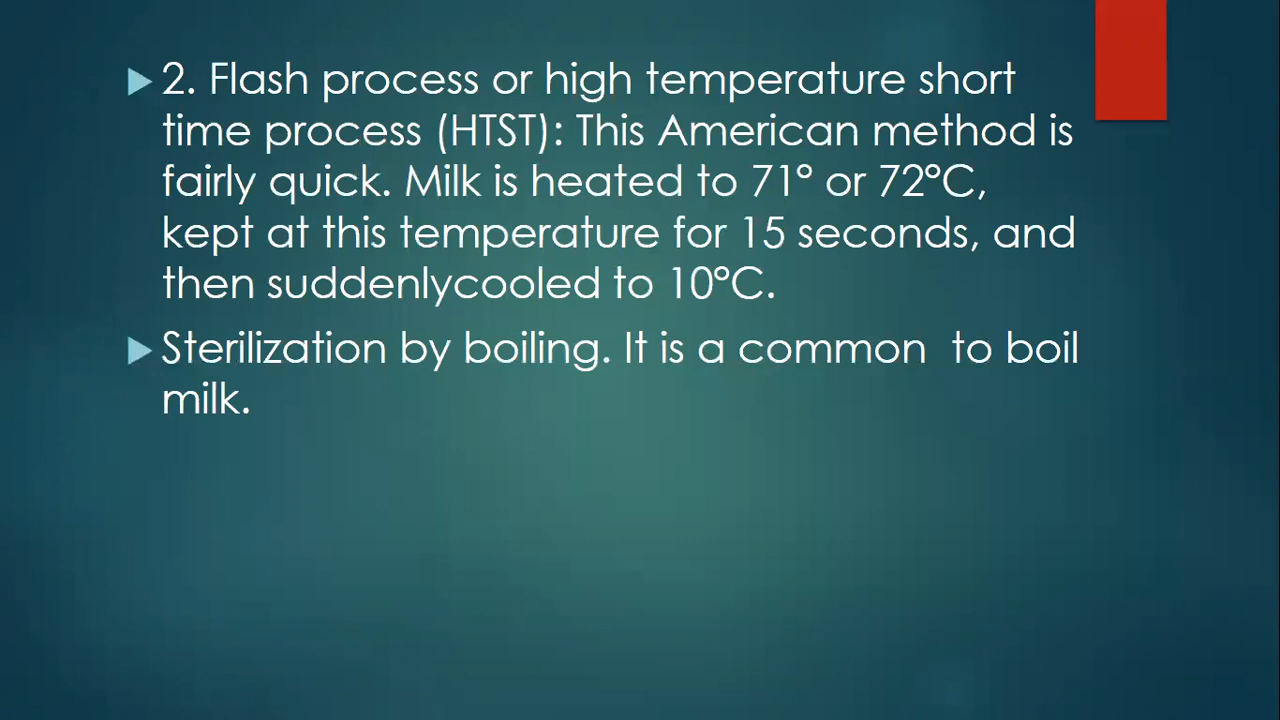 2. Flash process or high temperature short
time process (HTST): This American method is
fairly quick. Milk is heated to 71° or 72°C,
kept at this temperature for 15 seconds, and
then suddenlycooled to 10°C.
Sterilization by boiling. It is a common  to boil
milk.